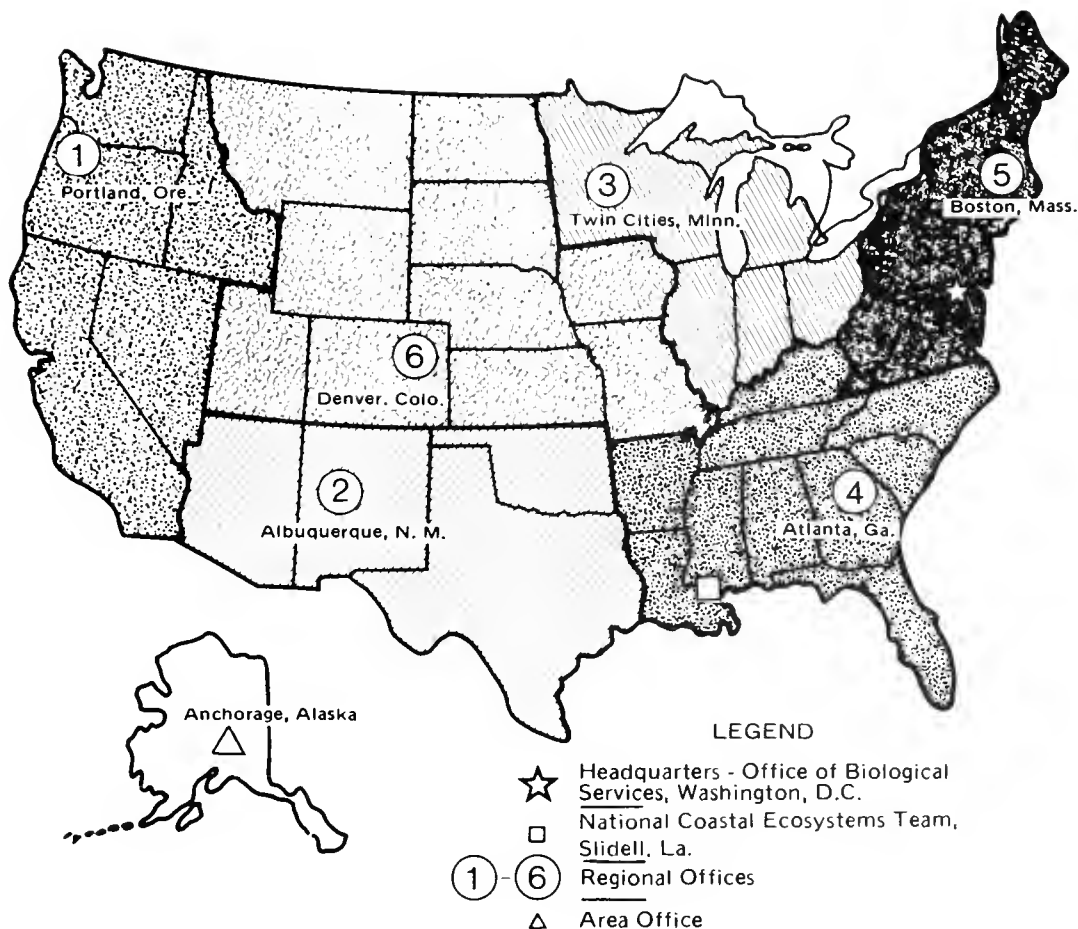 1
Portland, Ore.
3
Twin Cities, Minn.
5
Boston, Mass.
6
Denver. Colo.
2
Albuquerque, N. M.
4
Atlanta, Ga.
Anchorage, Alaska
LEGEND
Headquarters - Office of Biological
Services, Washington, D.C.
National Coastal Ecosystems Team,
Slidell, La.
1 - 6 Regional Offices
Area Office